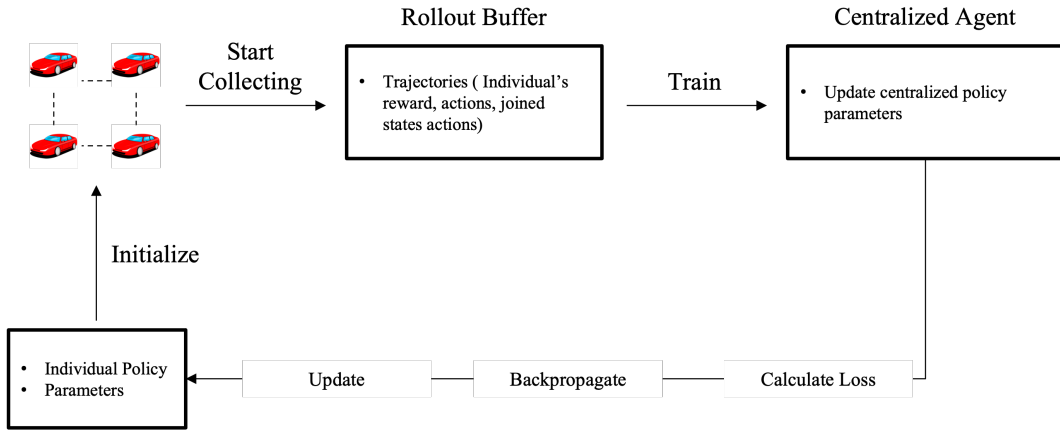 Rollout Buffer
Centralized Agent
Start
Collecting
• Trajectories ( Individual's
reward, actions, joined
states actions)
Train
• Update centralized policy
parameters
Initialize
• Individual Policy
• Parameters
Update
Backpropagate
Calculate Loss